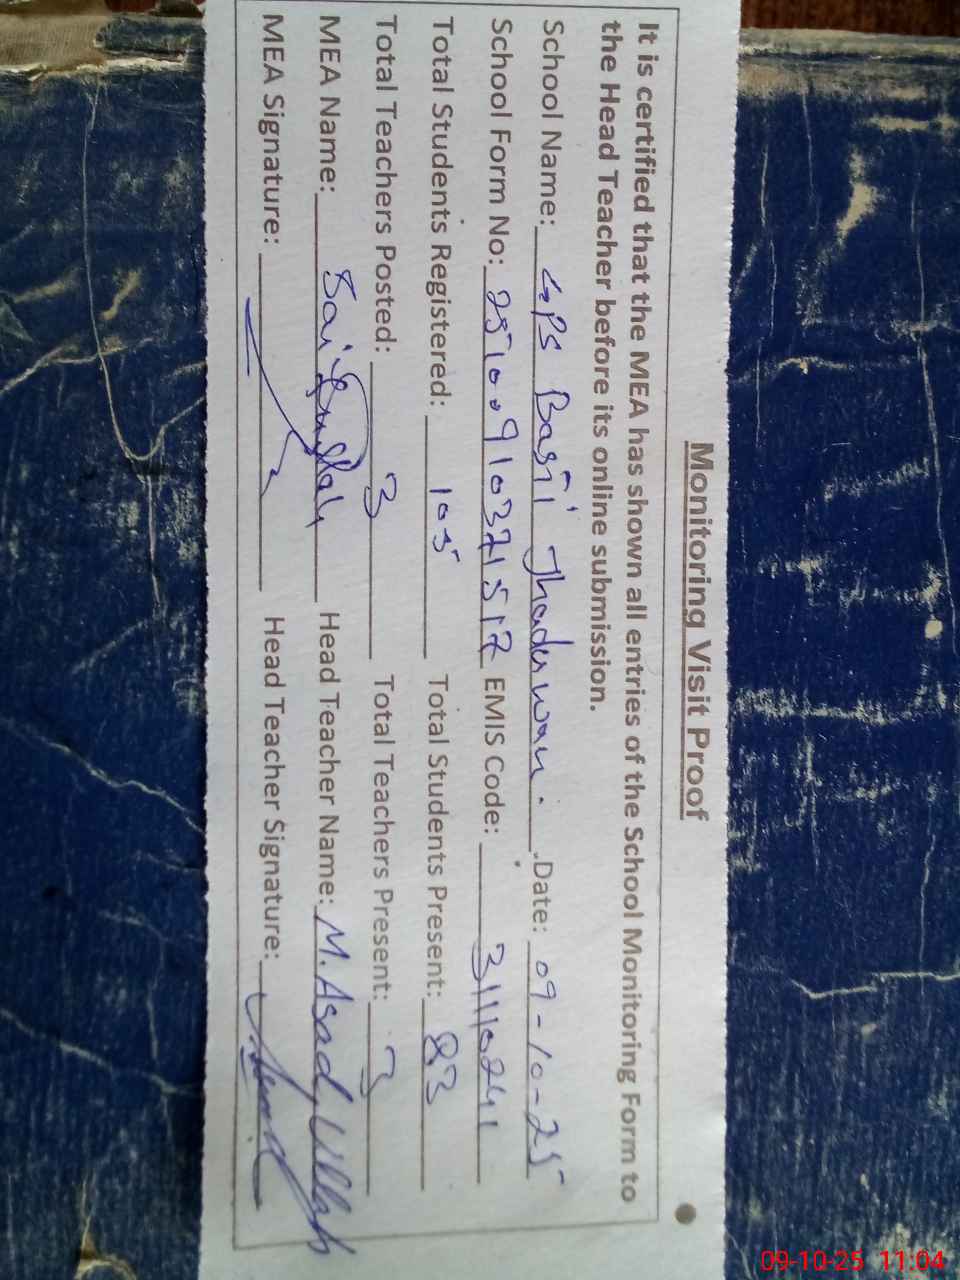 Monitoring Visit Proof
It is certified that the MEA has shown all entries of the School Monitoring Form to
the Head Teacher before its online submission.
School Name: GPS Basti Jhaderwan. Date: 09-10-25
School Form No: EMIS Code: 31110241
Total Students Registered: 105 Total Students Present: 83
Total Teachers Posted: 3 Total Teachers Present: 3
MEA Name: Head Teacher Name: M. Asad Ullah
MEA Signature: Head Teacher Signature:
09-10-25 11:04